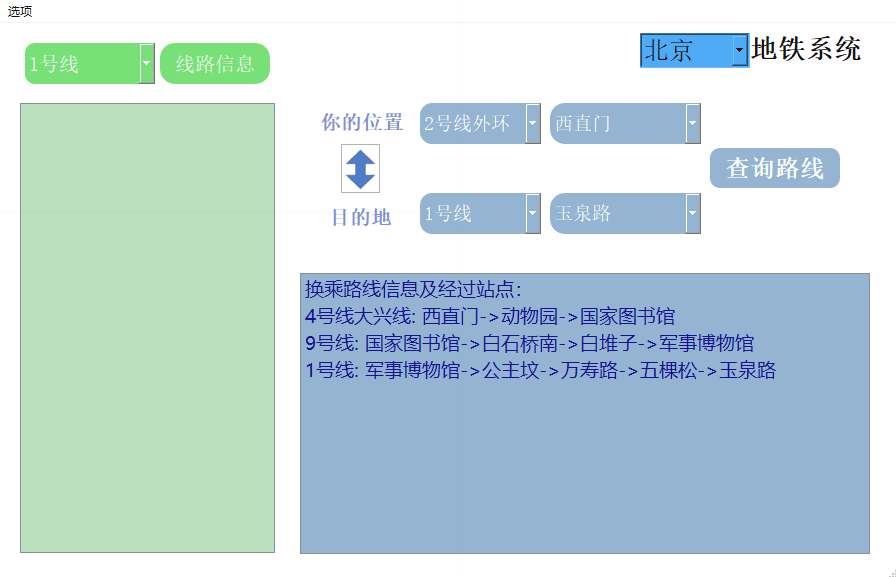 选项
1号线 线路信息
北京 地铁系统
你的位置 2号线外环 西直门
查询路线
目的地 1号线 玉泉路
换乘路线信息及经过站点:
4号线大兴线: 西直门->动物园->国家图书馆
9号线: 国家图书馆->白石桥南->白堆子->军事博物馆
1号线: 军事博物馆->公主坟->万寿路->五棵松->玉泉路